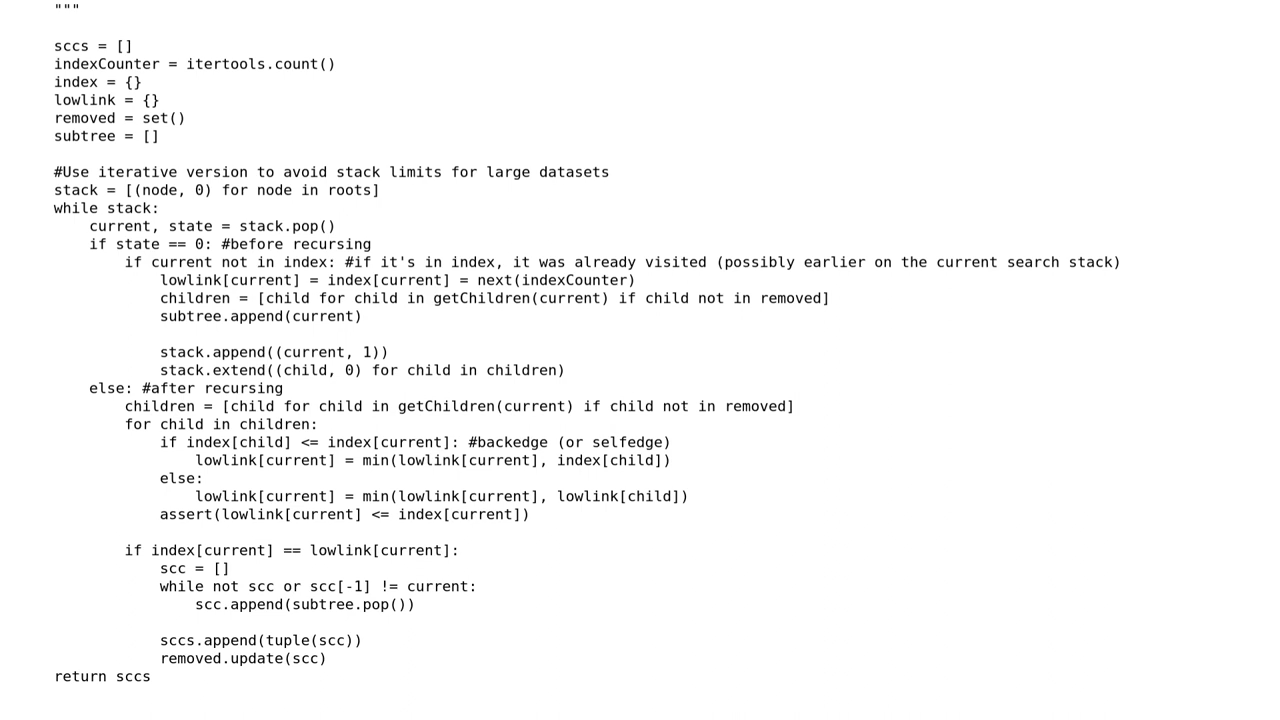 """
sccs = []
indexCounter = itertools.count()
index = {}
lowlink = {}
removed = set()
subtree = []
#Use iterative version to avoid stack limits for large datasets
stack = [(node, 0) for node in roots]
while stack:
    current, state = stack.pop()
    if state == 0: #before recursing
        if current not in index: #if it's in index, it was already visited (possibly earlier on the current search stack)
            lowlink[current] = index[current] = next(indexCounter)
            children = [child for child in getChildren(current) if child not in removed]
            subtree.append(current)
            stack.append((current, 1))
            stack.extend((child, 0) for child in children)
    else: #after recursing
        children = [child for child in getChildren(current) if child not in removed]
        for child in children:
            if index[child] <= index[current]: #backedge (or selfedge)
                lowlink[current] = min(lowlink[current], index[child])
            else:
                lowlink[current] = min(lowlink[current], lowlink[child])
            assert(lowlink[current] <= index[current])
        if index[current] == lowlink[current]:
            scc = []
            while not scc or scc[-1] != current:
                scc.append(subtree.pop())
            sccs.append(tuple(scc))
            removed.update(scc)
return sccs